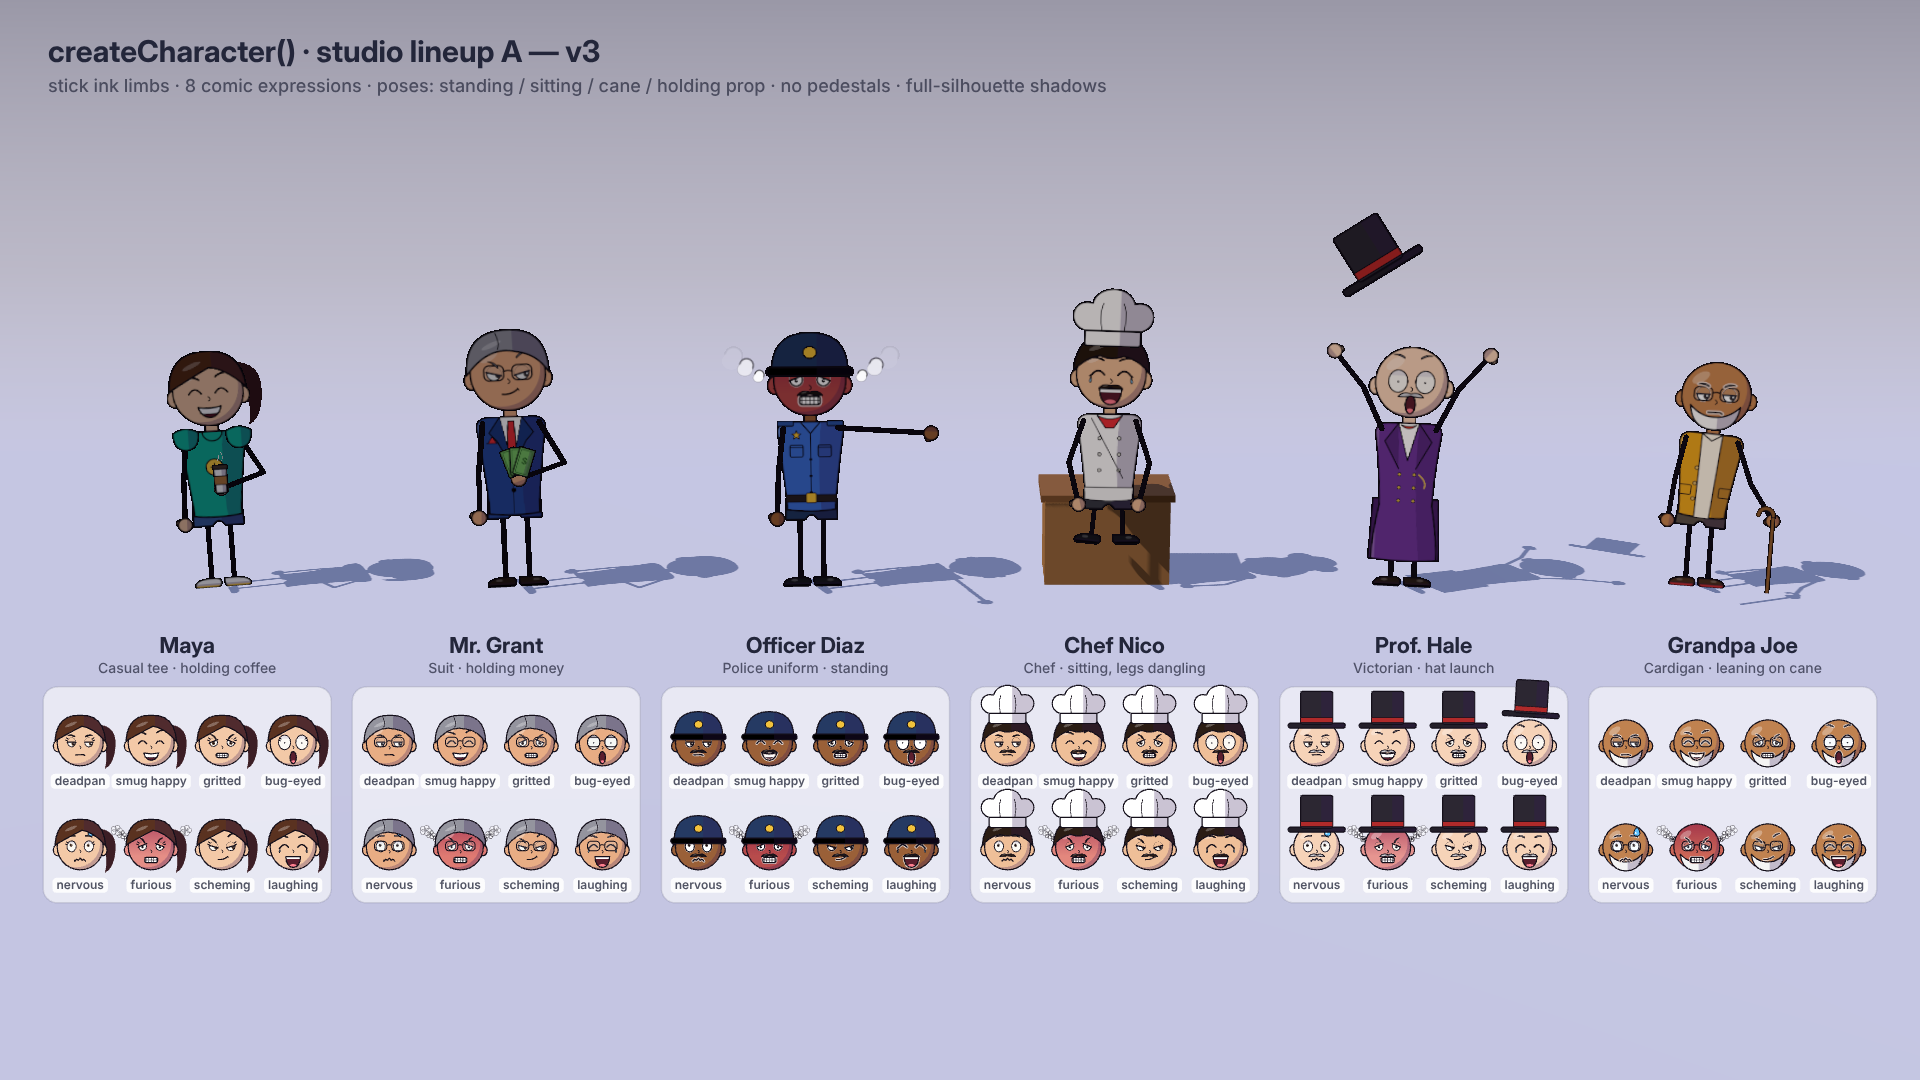 createCharacter() · studio lineup A — v3
stick ink limbs · 8 comic expressions · poses: standing / sitting / cane / holding prop · no pedestals · full-silhouette shadows
Maya
Casual tee · holding coffee
deadpan smug happy gritted bug-eyed
nervous furious scheming laughing
Mr. Grant
Suit · holding money
deadpan smug happy gritted bug-eyed
nervous furious scheming laughing
Officer Diaz
Police uniform · standing
deadpan smug happy gritted bug-eyed
nervous furious scheming laughing
Chef Nico
Chef · sitting, legs dangling
deadpan smug happy gritted bug-eyed
nervous furious scheming laughing
Prof. Hale
Victorian · hat launch
deadpan smug happy gritted bug-eyed
nervous furious scheming laughing
Grandpa Joe
Cardigan · leaning on cane
deadpan smug happy gritted bug-eyed
nervous furious scheming laughing